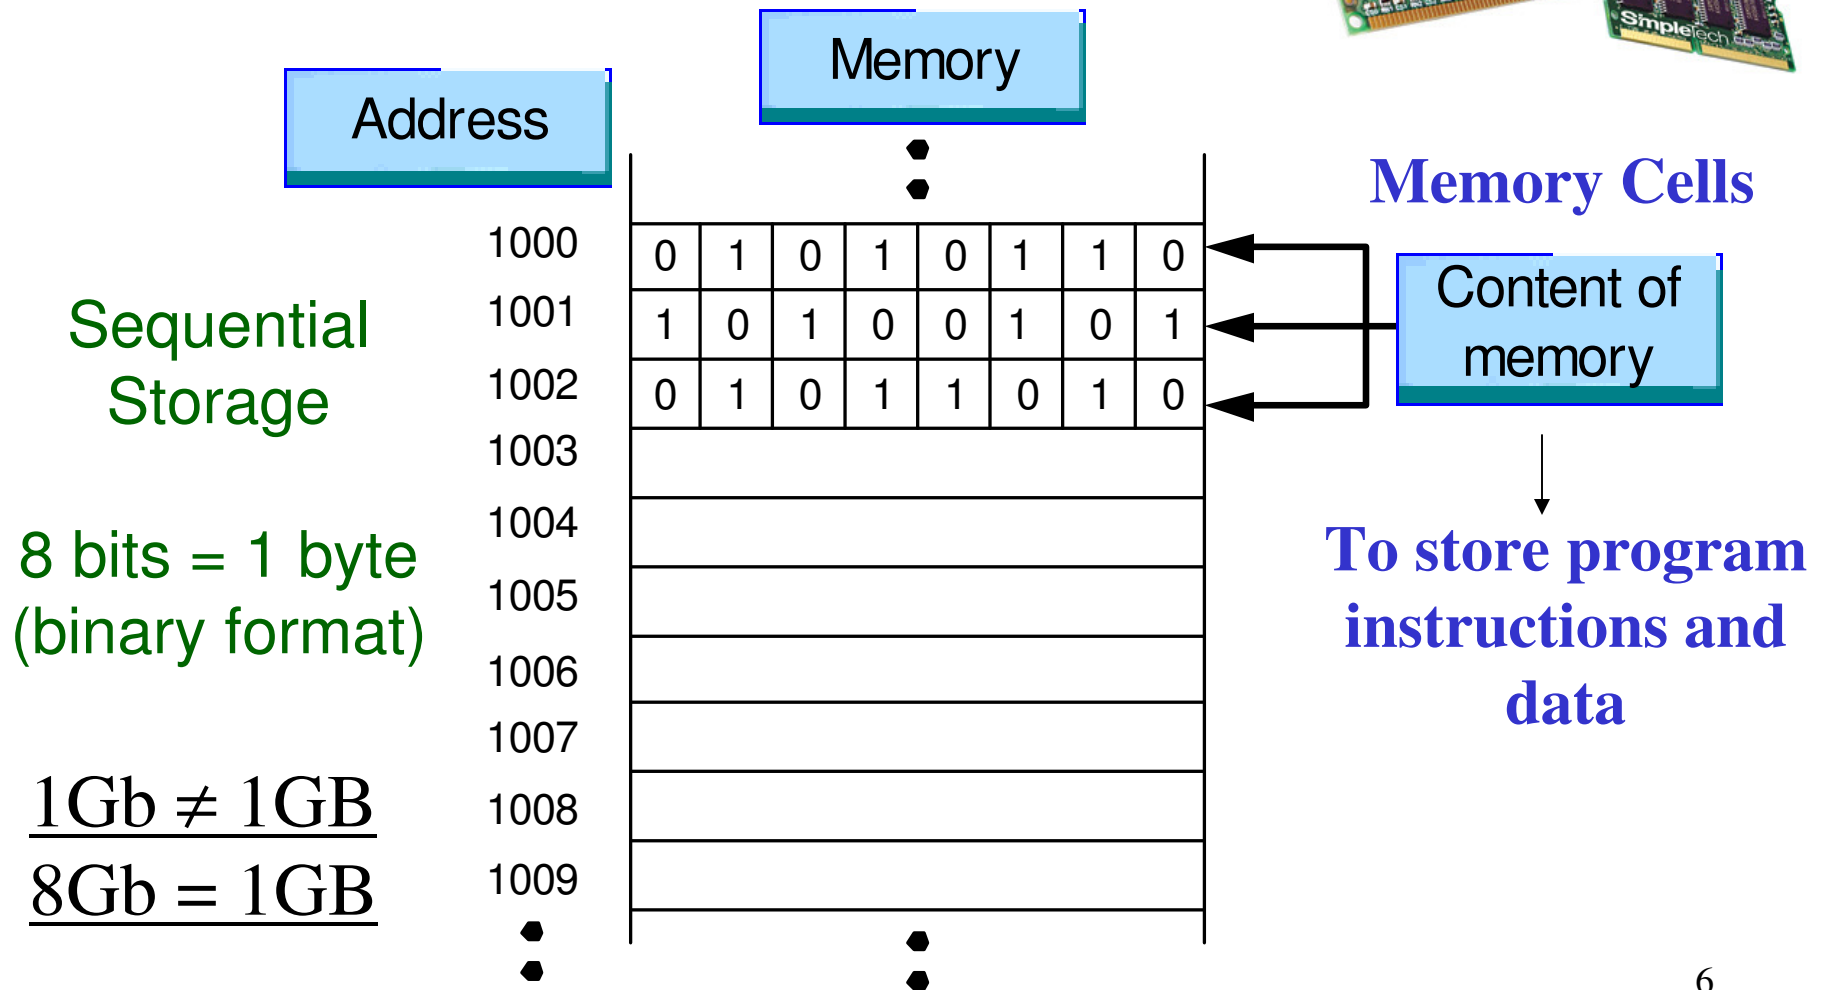 SimpleTech
Memory
Address
Memory Cells
1000 0 1 0 1 0 1 1 0
1001 1 0 1 0 0 1 0 1
1002 0 1 0 1 1 0 1 0
1003
1004
1005
1006
1007
1008
1009
Content of
memory
To store program
instructions and
data
Sequential
Storage
8 bits = 1 byte
(binary format)
1Gb ≠ 1GB
8Gb = 1GB
6